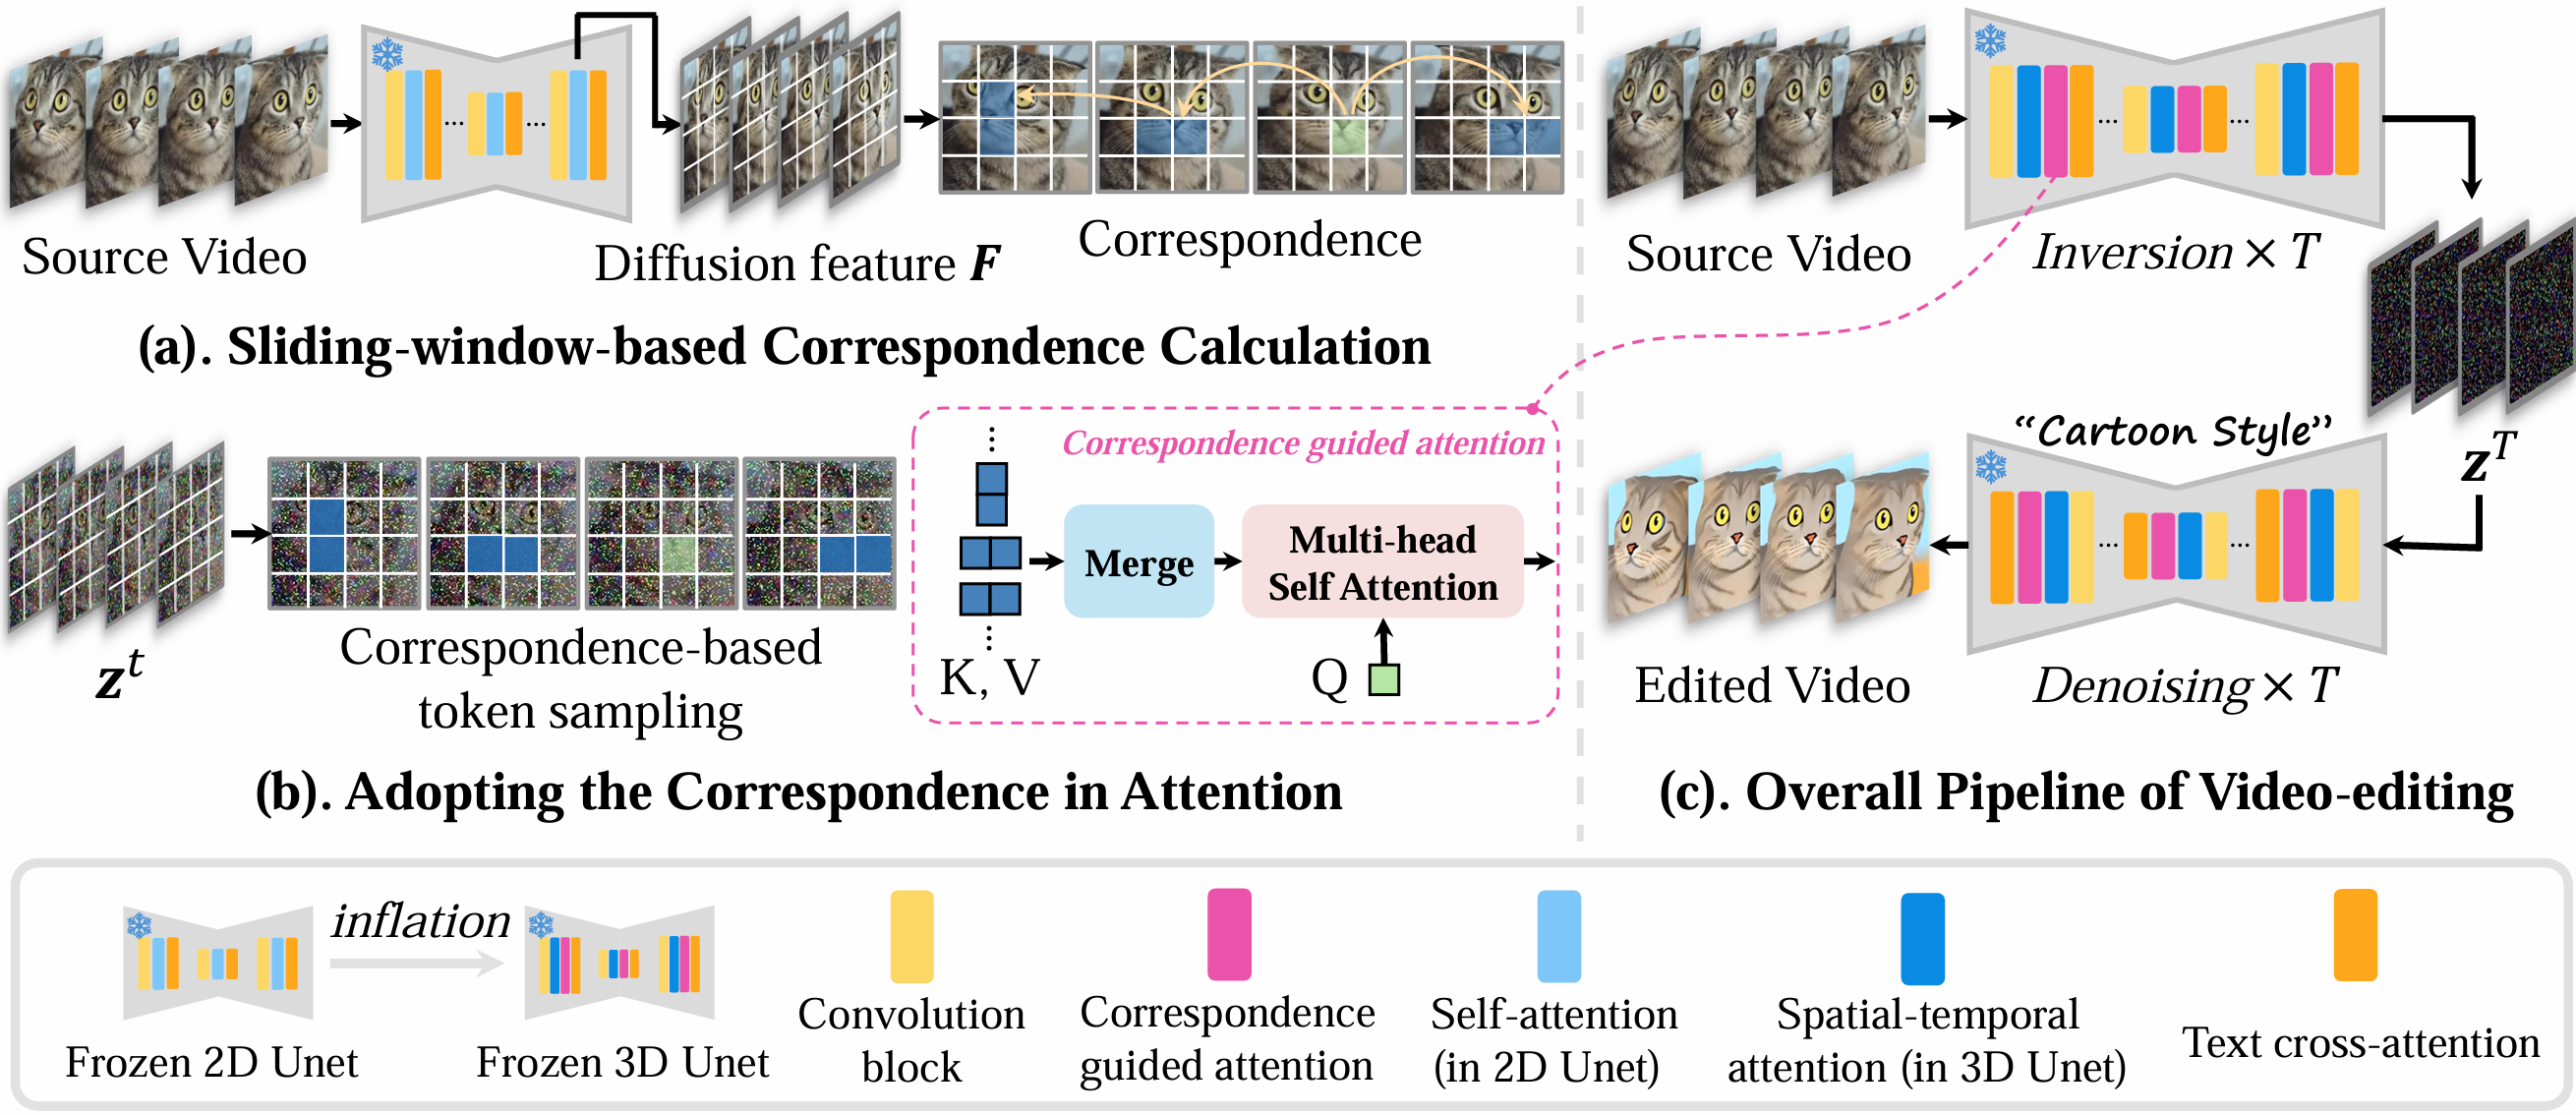 Source Video
Diffusion feature F
Correspondence
(a). Sliding-window-based Correspondence Calculation
z^t
Correspondence-based
token sampling
Correspondence guided attention
K, V
Merge
Multi-head
Self Attention
Q
(b). Adopting the Correspondence in Attention
Source Video
Inversion × T
z^T
“Cartoon Style”
Edited Video
Denoising × T
(c). Overall Pipeline of Video-editing
inflation
Frozen 2D Unet
Frozen 3D Unet
Convolution
block
Correspondence
guided attention
Self-attention
(in 2D Unet)
Spatial-temporal
attention (in 3D Unet)
Text cross-attention